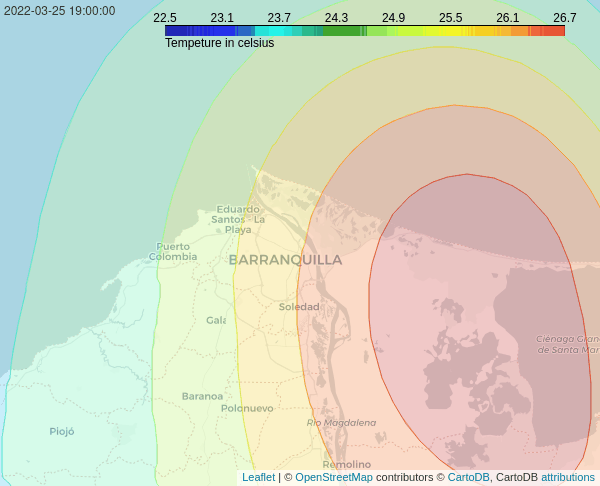 2022-03-25 19:00:00
22.5 23.1 23.7 24.3 24.9 25.5 26.1 26.7
Tempeture in celsius
Eduardo
Santos - La
Playa
Puerto
Colombia
BARRANQUILLA
Soledad
Gala
Ciénaga Gran
de Santa Mar
Baranoa
Polonuevo
Río Magdalena
Piojó
Remolino
Leaflet | © OpenStreetMap contributors © CartoDB, CartoDB attributions